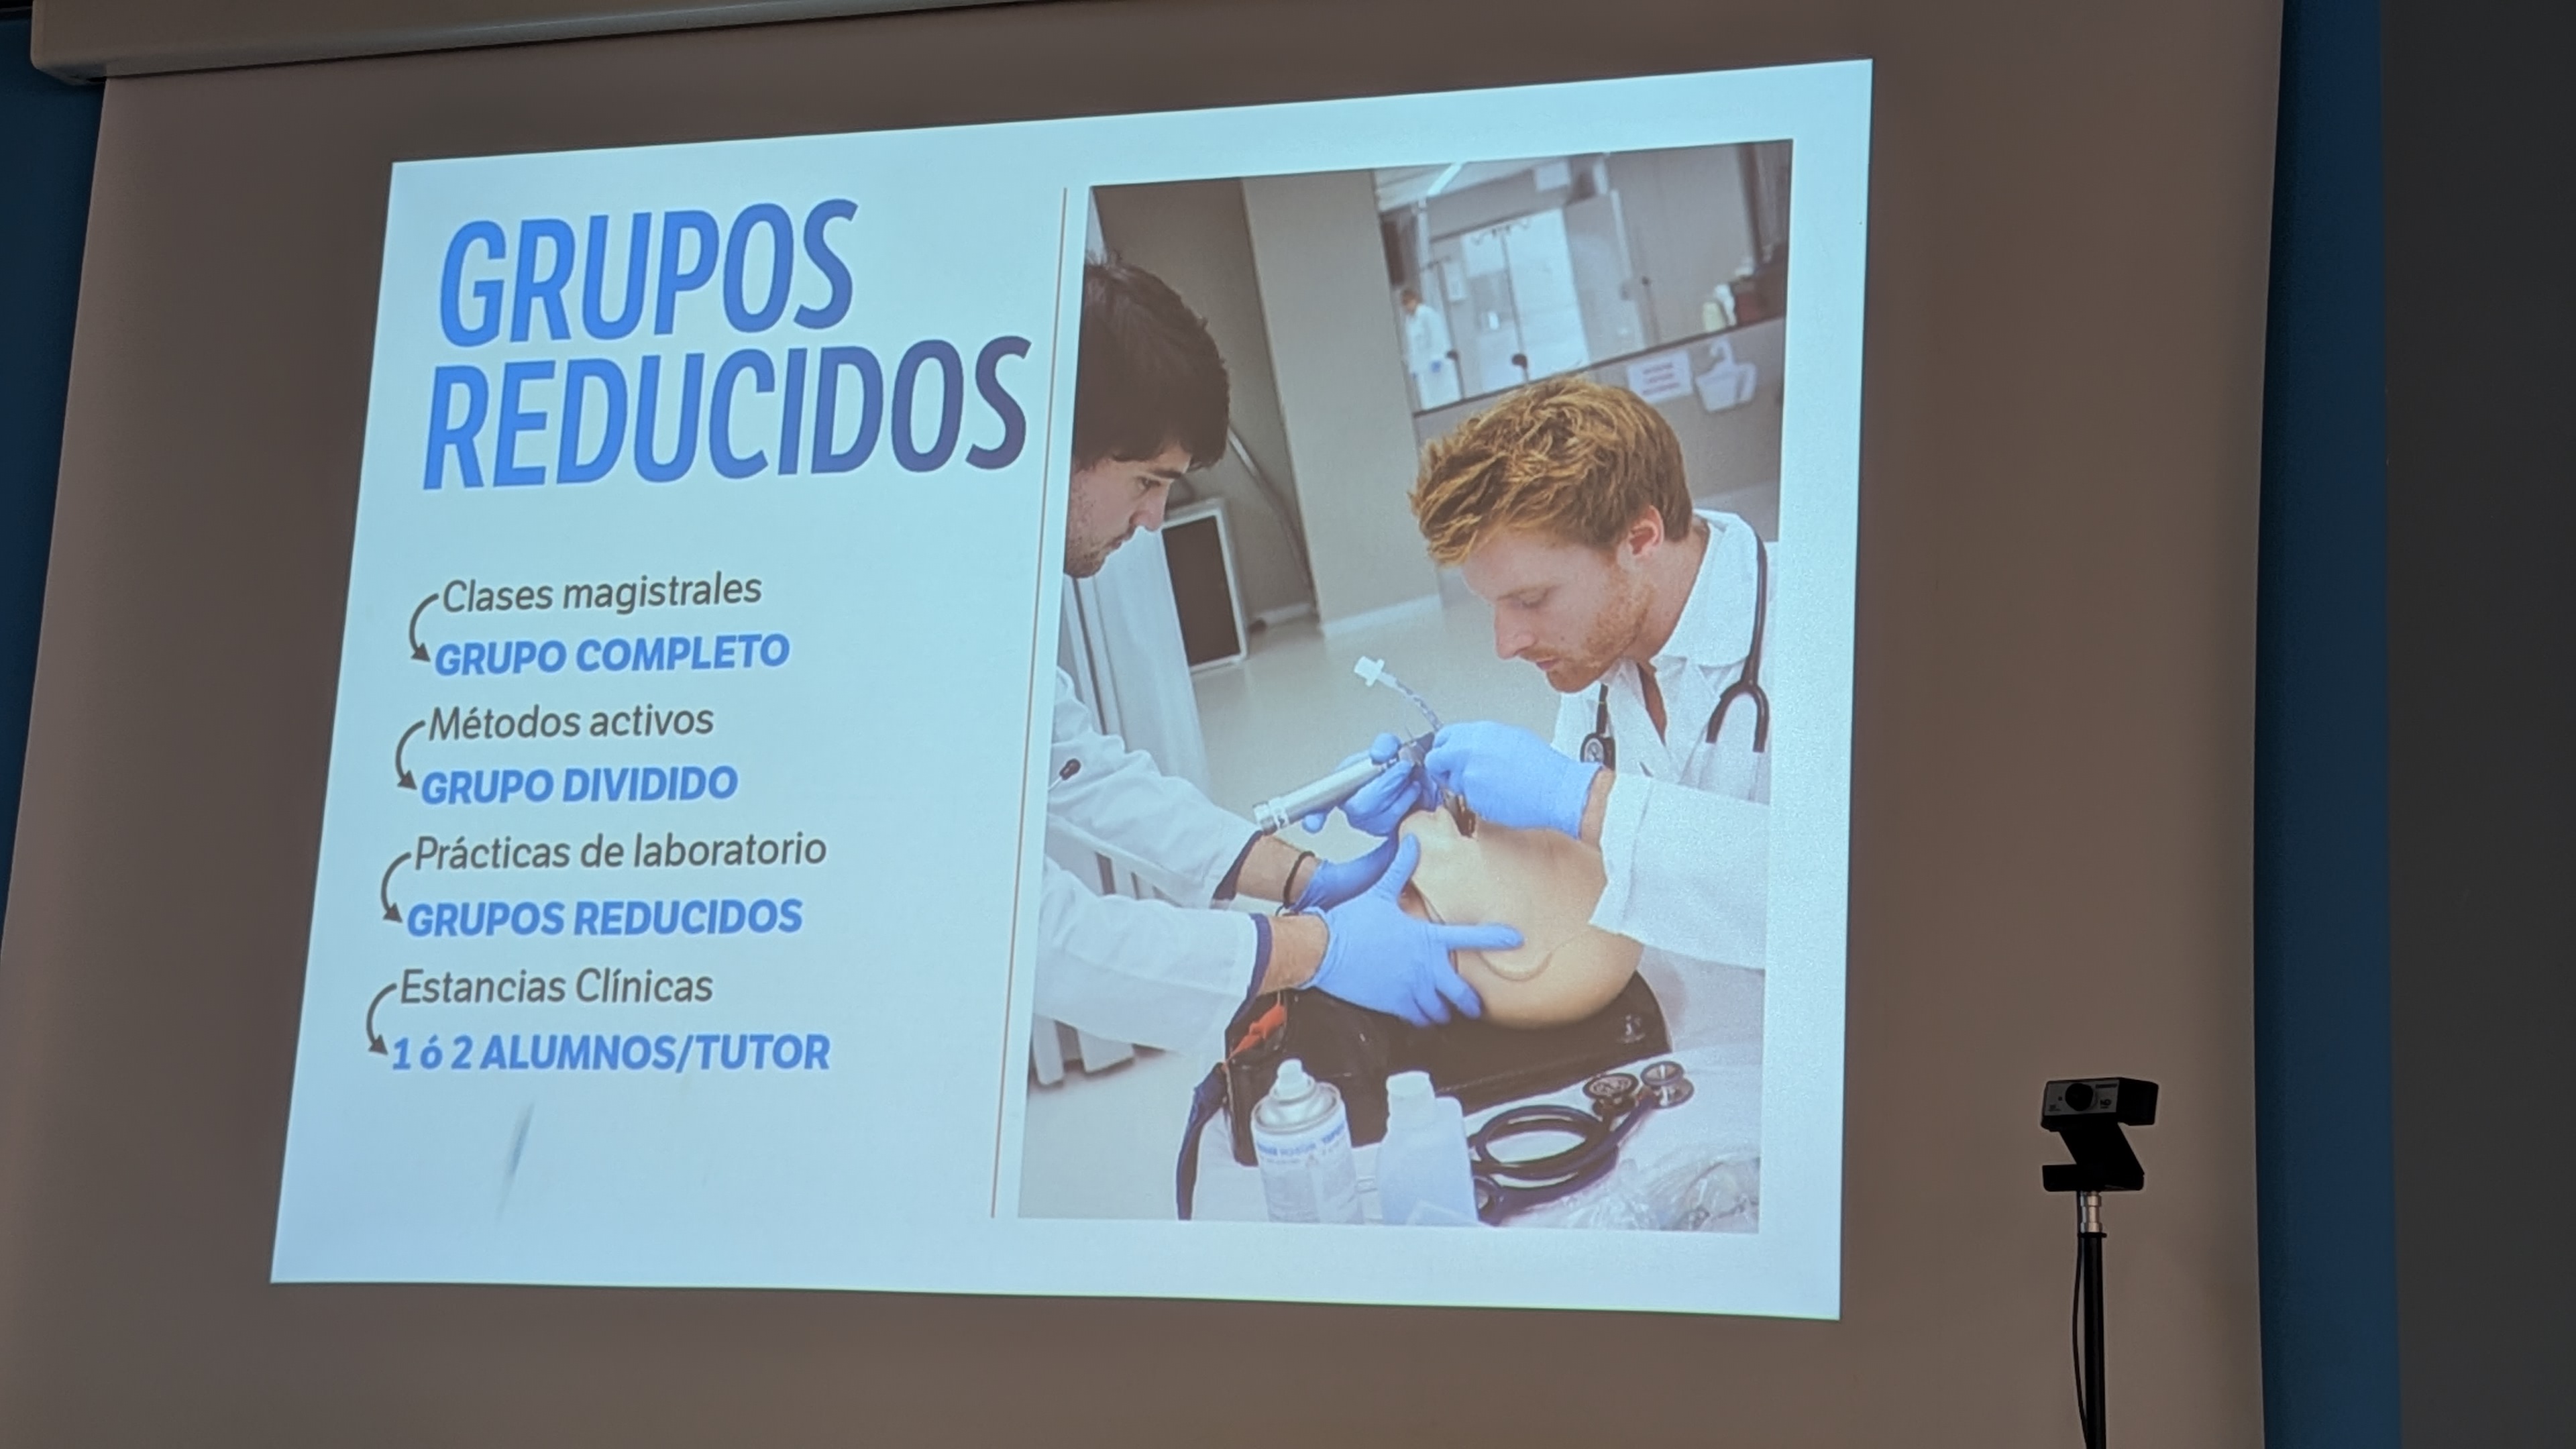 GRUPOS
REDUCIDOS
Clases magistrales
GRUPO COMPLETO
Métodos activos
GRUPO DIVIDIDO
Prácticas de laboratorio
GRUPOS REDUCIDOS
Estancias Clínicas
1 ó 2 ALUMNOS/TUTOR